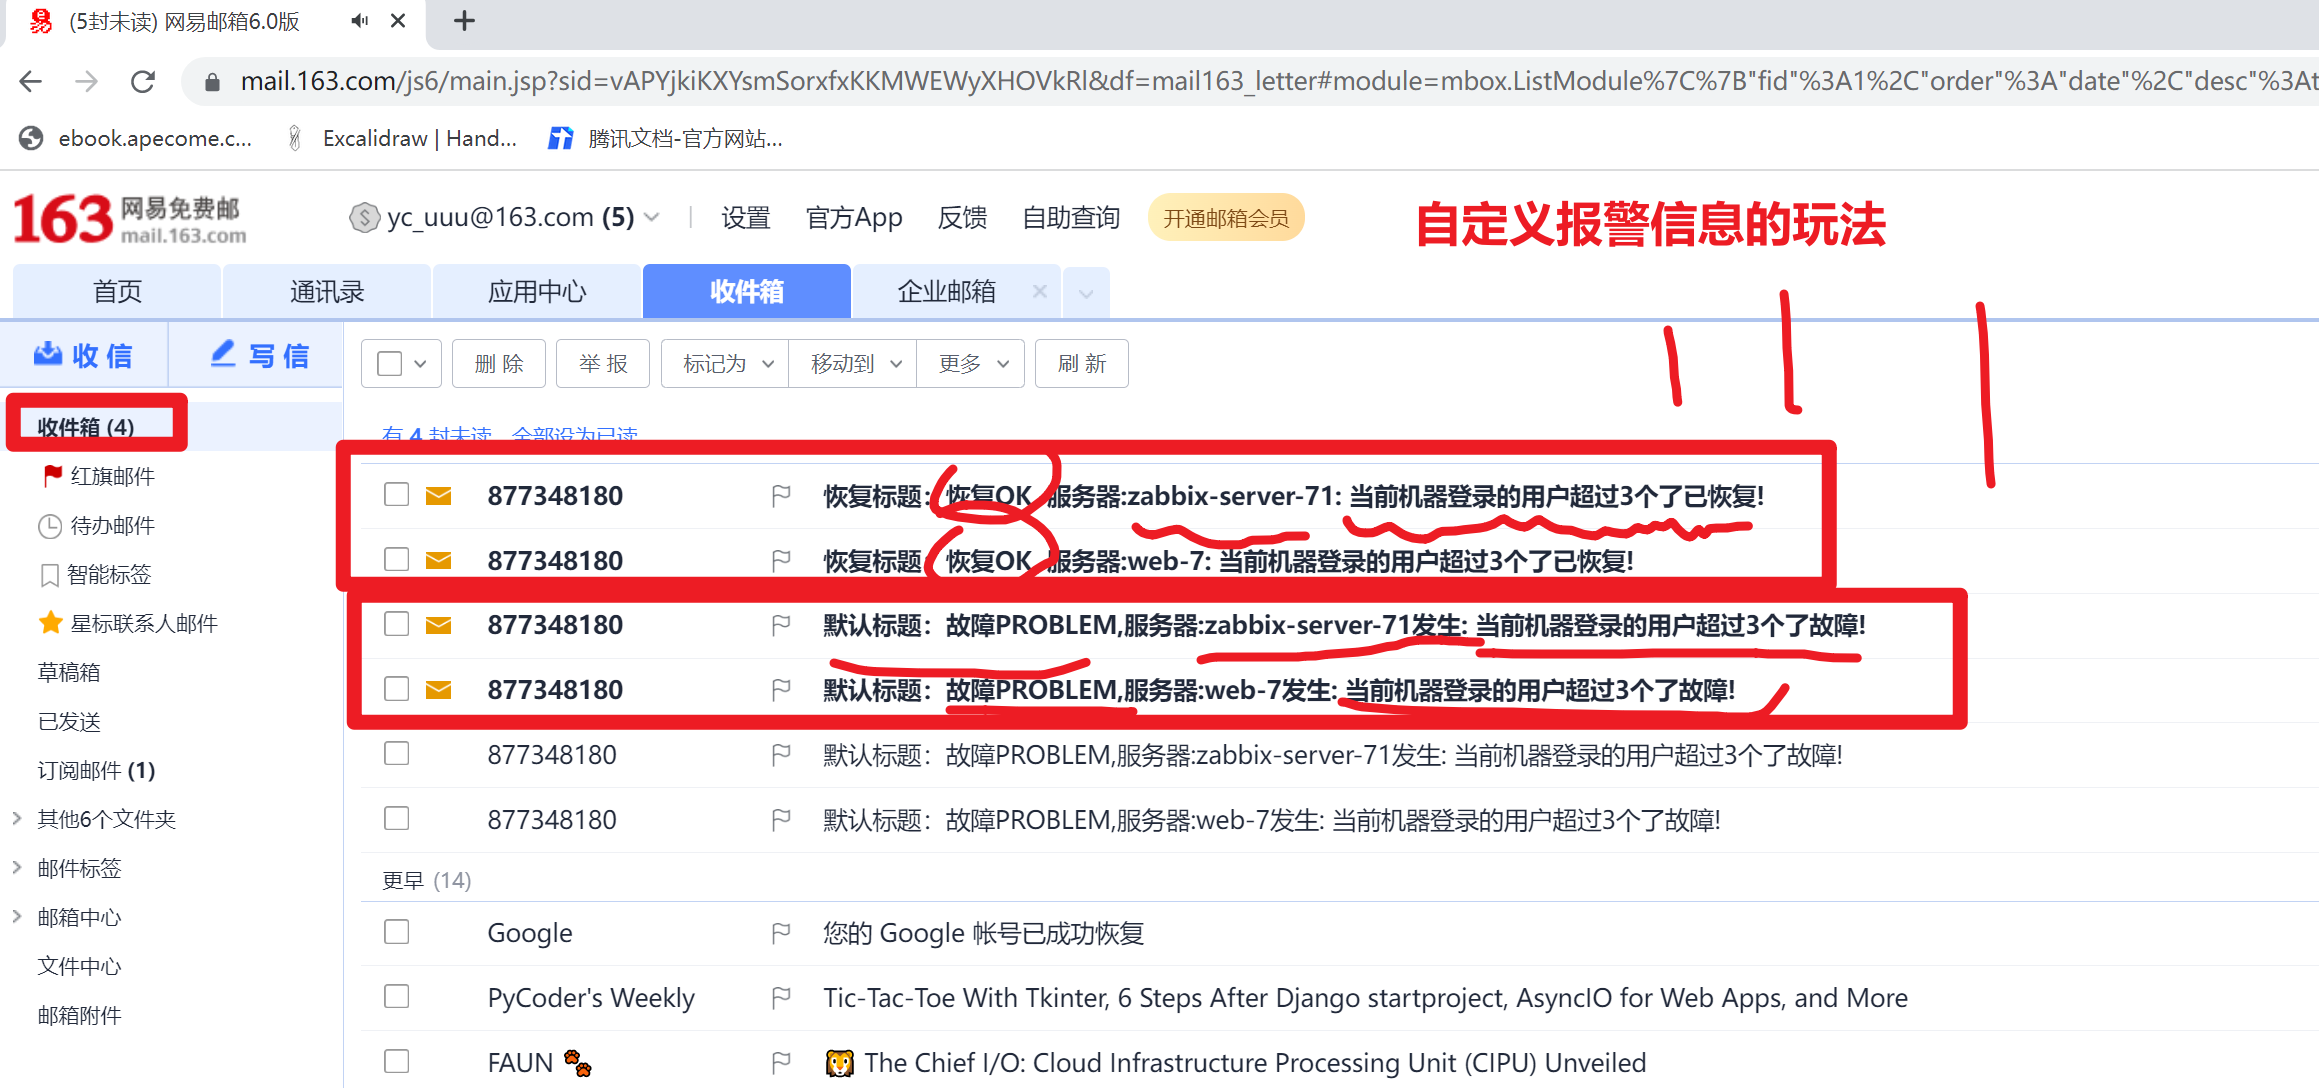 (5封未读) 网易邮箱6.0版
mail.163.com/js6/main.jsp?sid=vAPYjkiKXYsmSorxfxKKMWEWyXHOVkRl&df=mail163_letter#module=mbox.ListModule%7C%7B"fid"%3A1%2C"order"%3A"date"%2C"desc"%3At
ebook.apecome.c... Excalidraw | Hand... 腾讯文档-官方网站...
163 网易免费邮
mail.163.com
yc_uuu@163.com (5) 设置 官方App 反馈 自助查询 开通邮箱会员
自定义报警信息的玩法
首页 通讯录 应用中心 收件箱 企业邮箱
收信 写信
删 除 举 报 标记为 移动到 更多 刷 新
收件箱 (4)
红旗邮件
待办邮件
智能标签
星标联系人邮件
草稿箱
已发送
订阅邮件 (1)
其他6个文件夹
邮件标签
邮箱中心
文件中心
邮箱附件
有 4 封未读 全部设为已读
877348180 恢复标题：恢复OK, 服务器:zabbix-server-71: 当前机器登录的用户超过3个了已恢复!
877348180 恢复标题：恢复OK, 服务器:web-7: 当前机器登录的用户超过3个了已恢复!
877348180 默认标题：故障PROBLEM,服务器:zabbix-server-71发生: 当前机器登录的用户超过3个了故障!
877348180 默认标题：故障PROBLEM,服务器:web-7发生: 当前机器登录的用户超过3个了故障!
877348180 默认标题：故障PROBLEM,服务器:zabbix-server-71发生: 当前机器登录的用户超过3个了故障!
877348180 默认标题：故障PROBLEM,服务器:web-7发生: 当前机器登录的用户超过3个了故障!
更早 (14)
Google 您的 Google 帐号已成功恢复
PyCoder's Weekly Tic-Tac-Toe With Tkinter, 6 Steps After Django startproject, AsyncIO for Web Apps, and More
FAUN 🐾 🐯 The Chief I/O: Cloud Infrastructure Processing Unit (CIPU) Unveiled